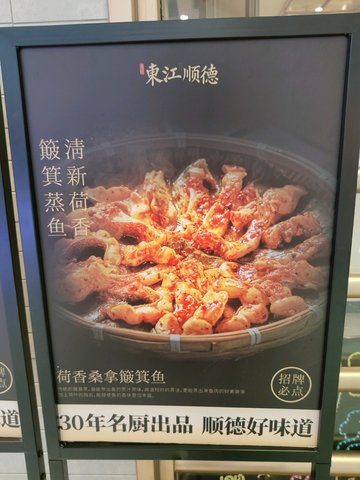 東江顺德
清新荷香
簸箕蒸鱼
荷香桑拿簸箕鱼
招牌
必点
30年名厨出品 顺德好味道
道